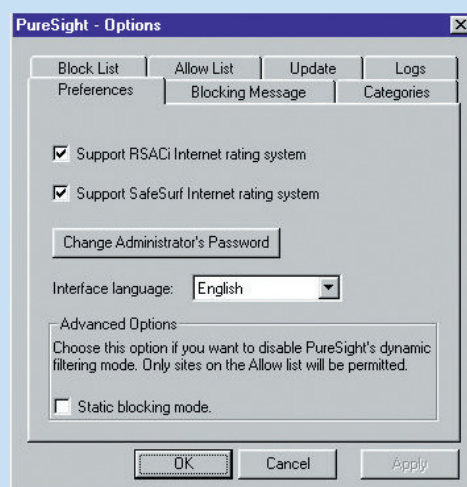 PureSight - Options
Block List Allow List Update Logs
Preferences Blocking Message Categories
Support RSACi Internet rating system
Support SafeSurf Internet rating system
Change Administrator's Password
Interface language: English
Advanced Options
Choose this option if you want to disable PureSight's dynamic
filtering mode. Only sites on the Allow list will be permitted.
Static blocking mode.
OK Cancel Apply